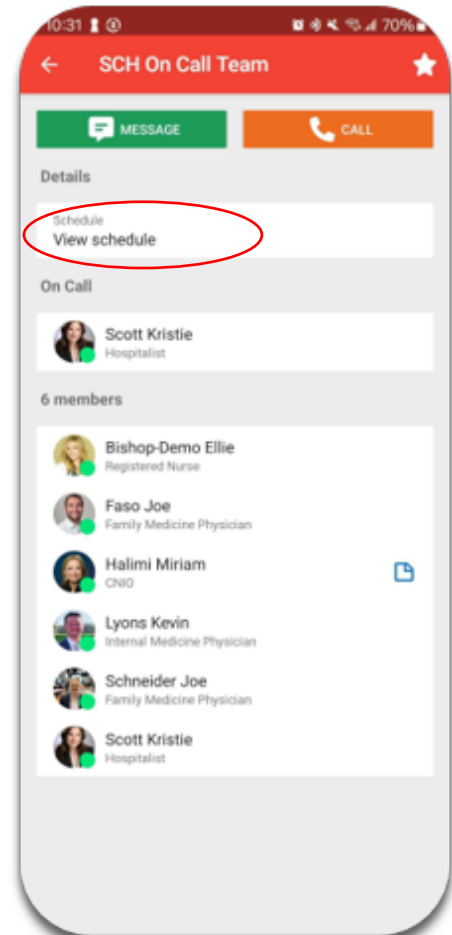 10:31 70%
SCH On Call Team
MESSAGE CALL
Details
Schedule
View schedule
On Call
Scott Kristie
Hospitalist
6 members
Bishop-Demo Ellie
Registered Nurse
Faso Joe
Family Medicine Physician
Halimi Miriam
CNIO
Lyons Kevin
Internal Medicine Physician
Schneider Joe
Family Medicine Physician
Scott Kristie
Hospitalist